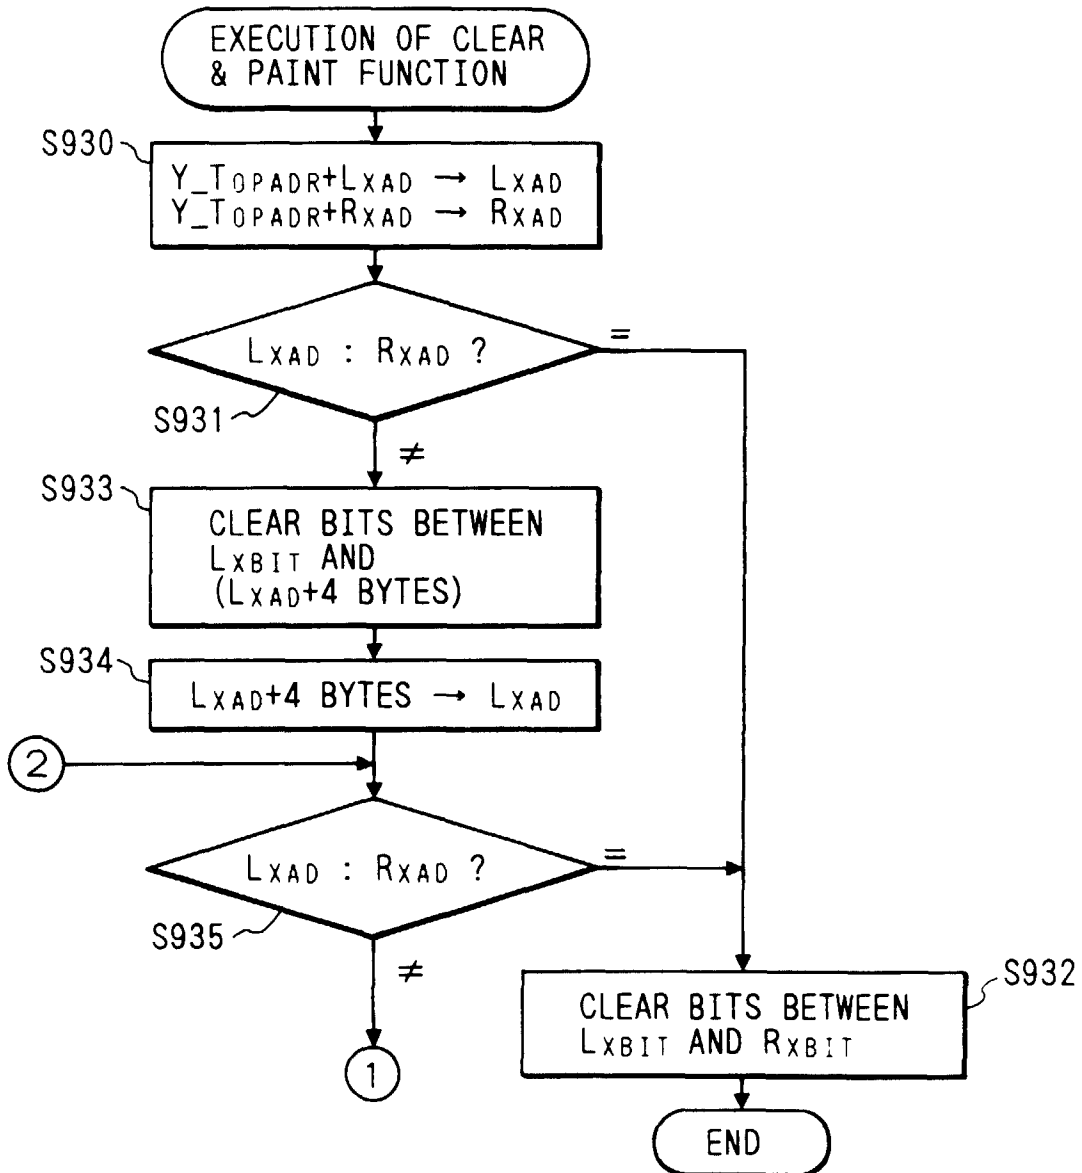 EXECUTION OF CLEAR
& PAINT FUNCTION
S930
Y_TOPADR+LXAD → LXAD
Y_TOPADR+RXAD → RXAD
LXAD : RXAD ?
=
S931
≠
S933
CLEAR BITS BETWEEN
LXBIT AND
(LXAD+4 BYTES)
S934
LXAD+4 BYTES → LXAD
2
LXAD : RXAD ?
=
S935
≠
S932
CLEAR BITS BETWEEN
LXBIT AND RXBIT
1
END